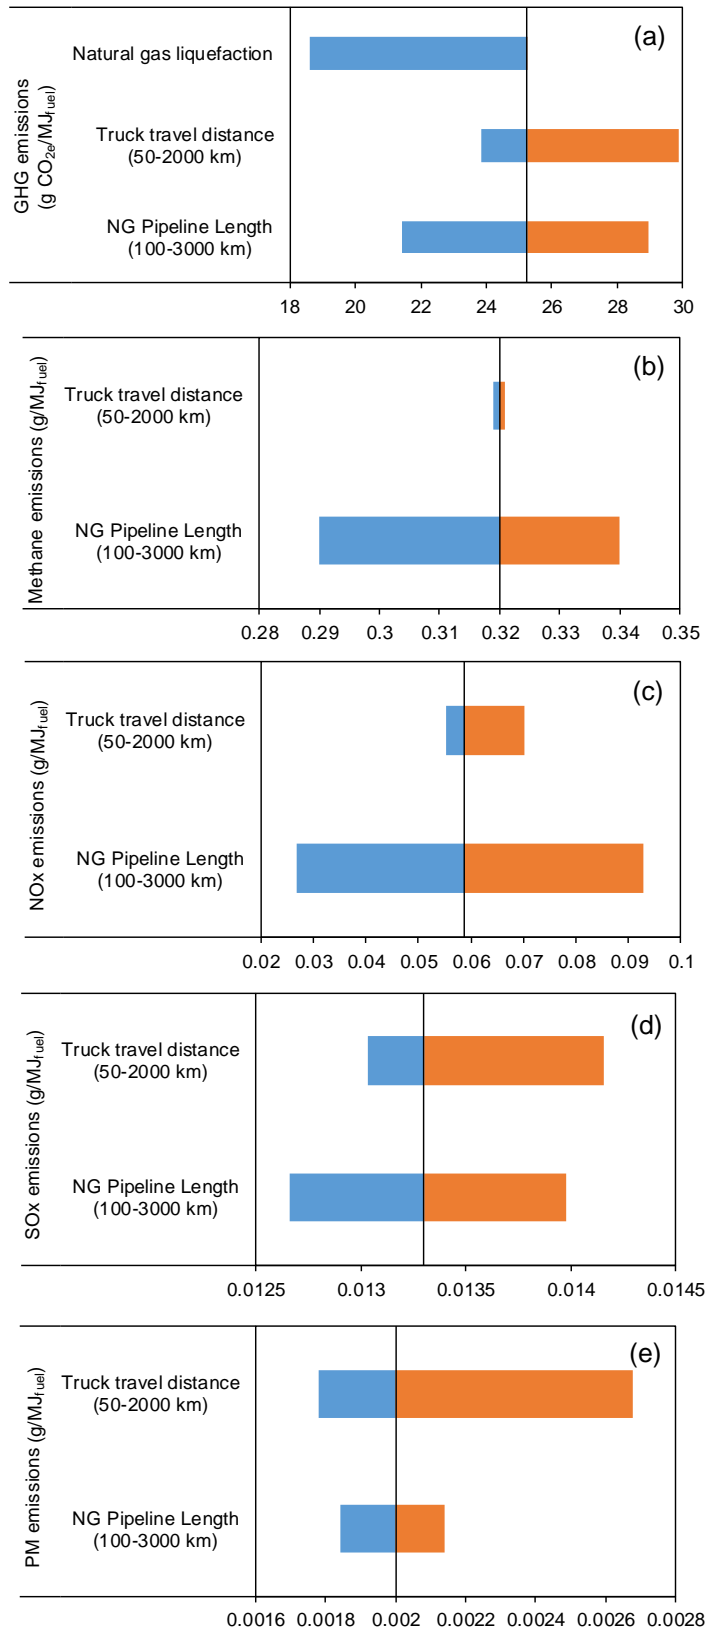 (a)
GHG emissions
(g CO2e/MJfuel)
Natural gas liquefaction
Truck travel distance
(50-2000 km)
NG Pipeline Length
(100-3000 km)
18 20 22 24 26 28 30
(b)
Methane emissions (g/MJfuel)
Truck travel distance
(50-2000 km)
NG Pipeline Length
(100-3000 km)
0.28 0.29 0.3 0.31 0.32 0.33 0.34 0.35
(c)
NOx emissions (g/MJfuel)
Truck travel distance
(50-2000 km)
NG Pipeline Length
(100-3000 km)
0.02 0.03 0.04 0.05 0.06 0.07 0.08 0.09 0.1
(d)
SOx emissions (g/MJfuel)
Truck travel distance
(50-2000 km)
NG Pipeline Length
(100-3000 km)
0.0125 0.013 0.0135 0.014 0.0145
(e)
PM emissions (g/MJfuel)
Truck travel distance
(50-2000 km)
NG Pipeline Length
(100-3000 km)
0.0016 0.0018 0.002 0.0022 0.0024 0.0026 0.0028